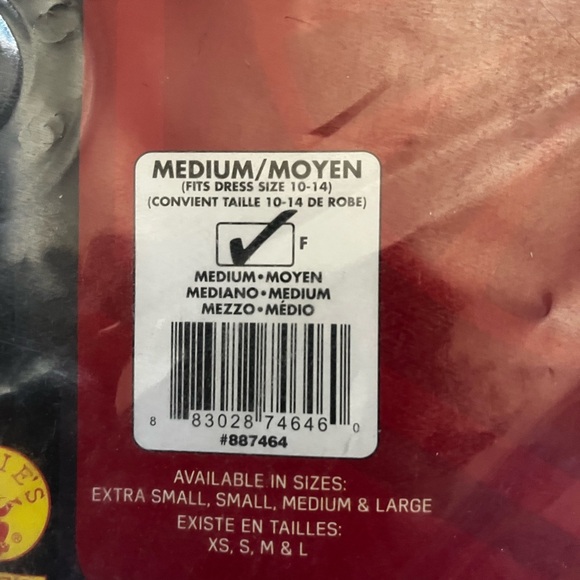 MEDIUM/MOYEN
(FITS DRESS SIZE 10-14)
(CONVIENT TAILLE 10-14 DE ROBE)
F
MEDIUM•MOYEN
MEDIANO•MEDIUM
MEZZO•MÉDIO
8 83028 74646 0
#887464
AVAILABLE IN SIZES:
EXTRA SMALL, SMALL, MEDIUM & LARGE
EXISTE EN TAILLES:
XS, S, M & L
IE'S
®